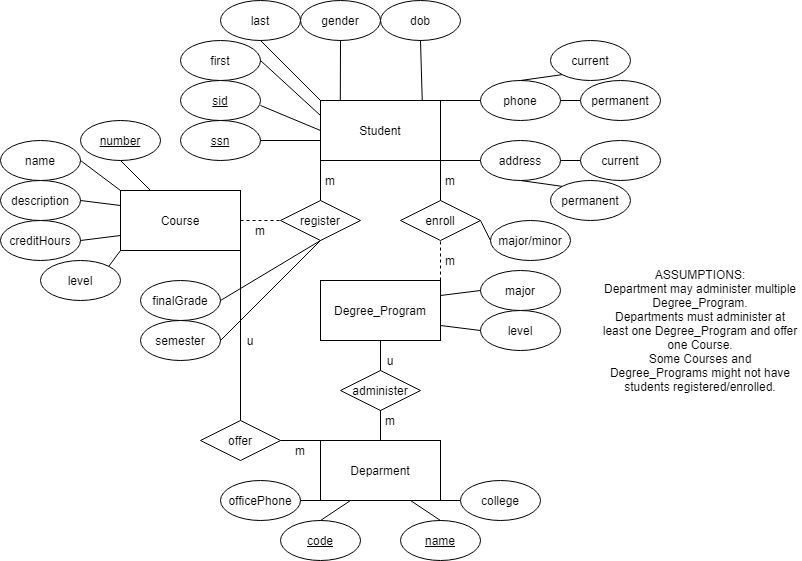 last
gender
dob
first
current
sid
phone
permanent
Student
ssn
number
name
address
current
m
m
permanent
description
Course
register
enroll
m
creditHours
major/minor
m
level
ASSUMPTIONS:
Department may administer multiple
Degree_Program.
Departments must administer at
least one Degree_Program and offer
one Course.
Some Courses and
Degree_Programs might not have
students registered/enrolled.
finalGrade
major
Degree_Program
level
semester
u
u
administer
m
offer
m
Deparment
officePhone
college
code
name